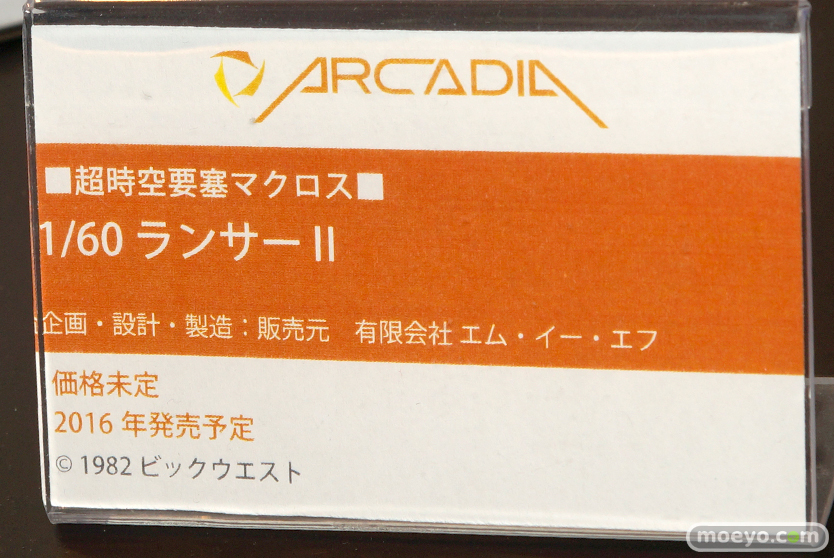 ARCADIA
■超時空要塞マクロス■
1/60 ランサーII
企画・設計・製造：販売元　有限会社 エム・イー・エフ
価格未定
2016 年発売予定
© 1982 ビックウエスト
moeyo.com